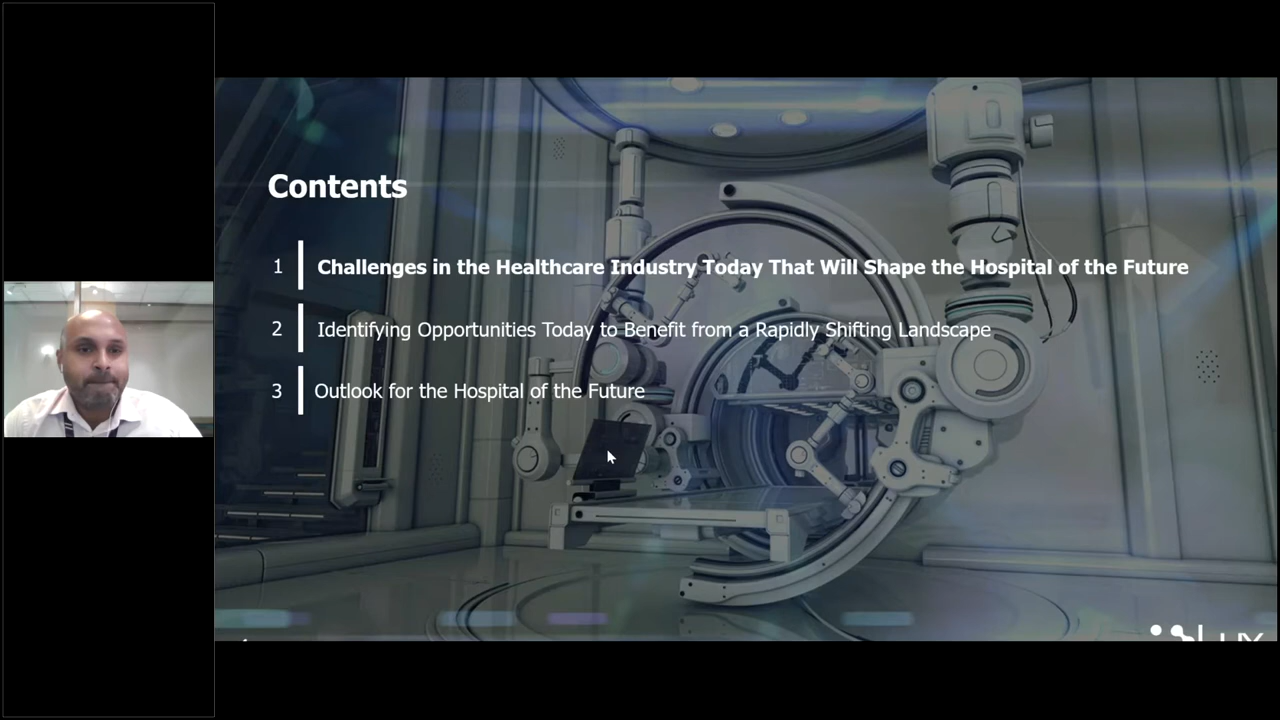 Contents
1 Challenges in the Healthcare Industry Today That Will Shape the Hospital of the Future
2 Identifying Opportunities Today to Benefit from a Rapidly Shifting Landscape
3 Outlook for the Hospital of the Future